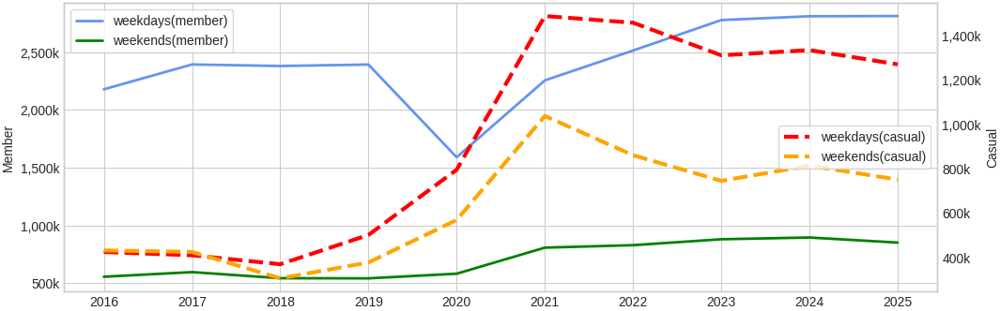 weekdays(member)
weekends(member)
2,500k
2,000k
1,500k
1,000k
500k
Member
1,400k
1,200k
1,000k
800k
600k
400k
Casual
weekdays(casual)
weekends(casual)
2016 2017 2018 2019 2020 2021 2022 2023 2024 2025